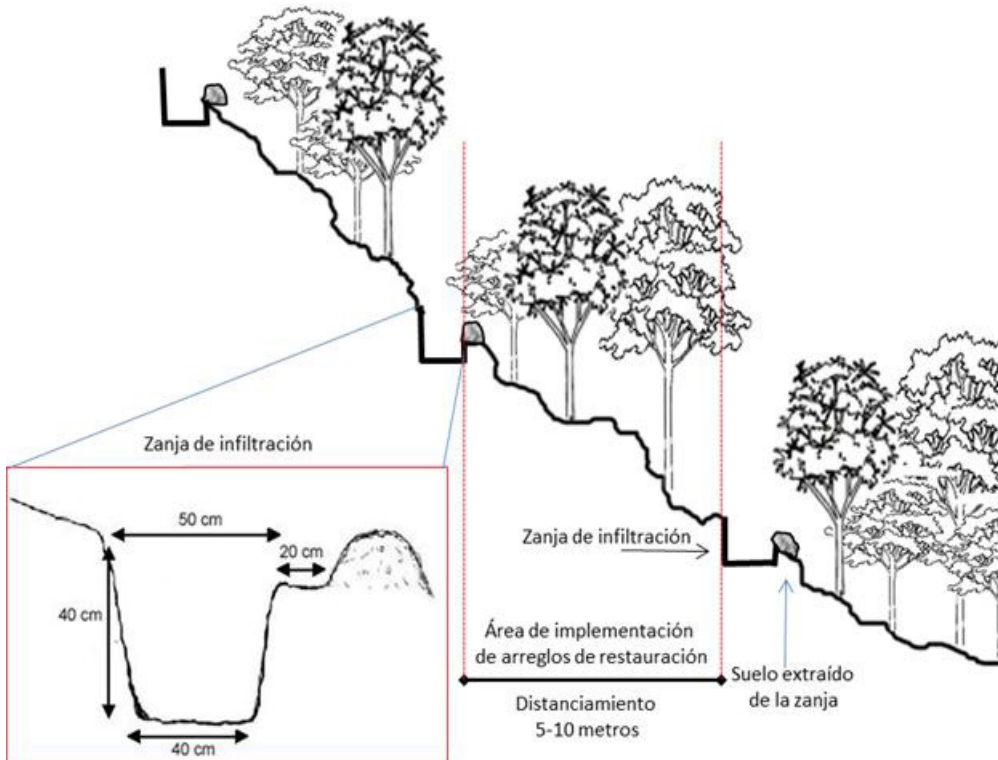 Zanja de infiltración
50 cm
20 cm
40 cm
40 cm
Zanja de infiltración
Área de implementación
de arreglos de restauración
Distanciamiento
5-10 metros
Suelo extraído
de la zanja